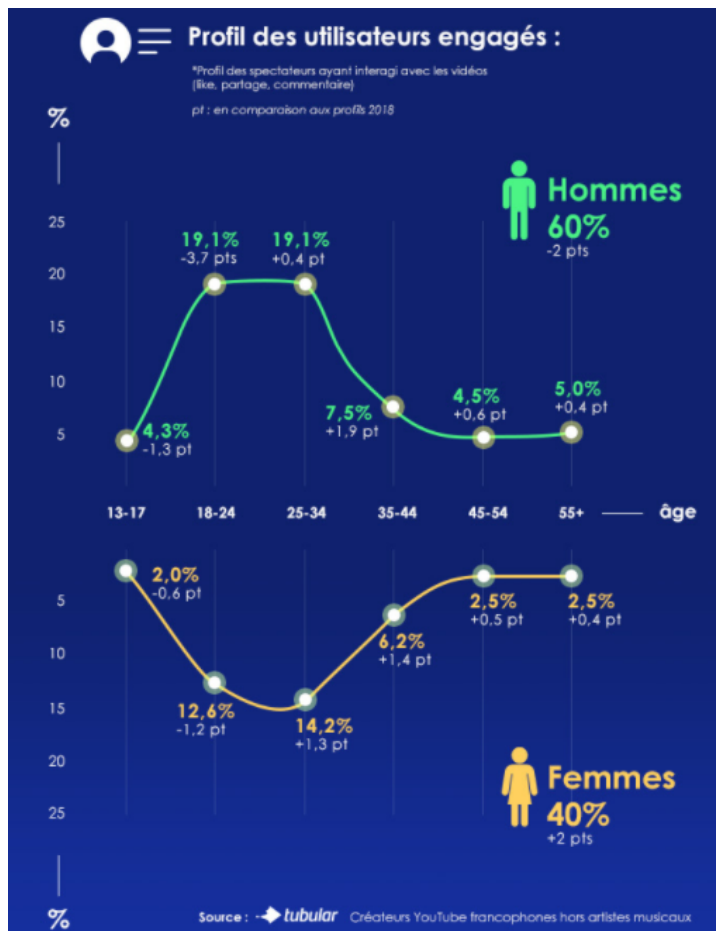 Profil des utilisateurs engagés :
*Profil des spectateurs ayant interagi avec les vidéos
(like, partage, commentaire)
pt : en comparaison aux profils 2018
%
Hommes
60%
-2 pts
25
20
15
10
5
19,1%
-3,7 pts
19,1%
+0,4 pt
4,3%
-1,3 pt
7,5%
+1,9 pt
4,5%
+0,6 pt
5,0%
+0,4 pt
13-17 18-24 25-34 35-44 45-54 55+ âge
5
10
15
20
25
2,0%
-0,6 pt
12,6%
-1,2 pt
14,2%
+1,3 pt
6,2%
+1,4 pt
2,5%
+0,5 pt
2,5%
+0,4 pt
Femmes
40%
+2 pts
%
Source : tubular Créateurs YouTube francophones hors artistes musicaux